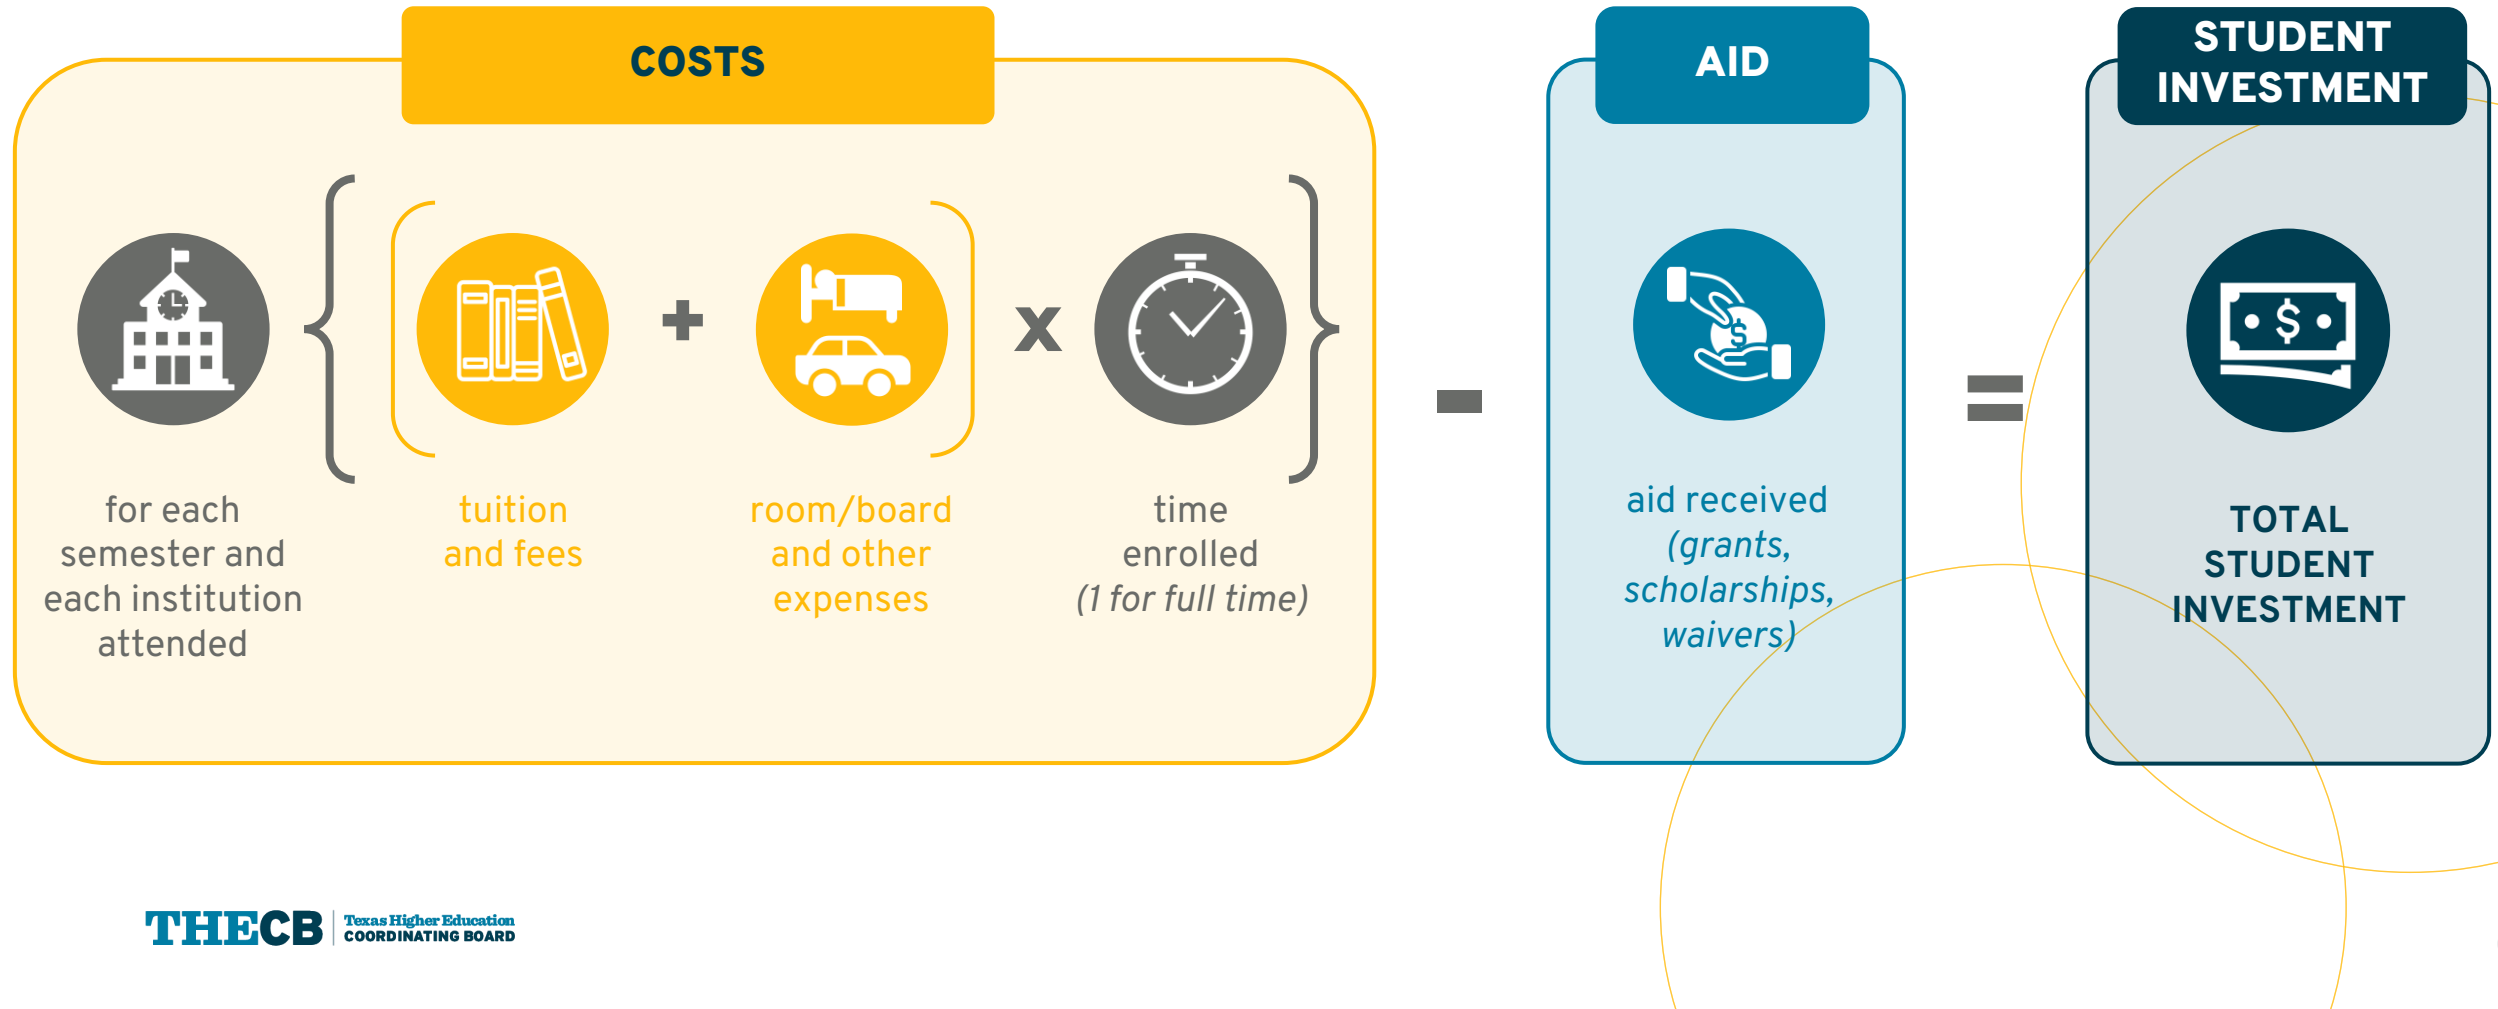 COSTS
for each
semester and
each institution
attended
tuition
and fees
+
room/board
and other
expenses
x
time
enrolled
(1 for full time)
-
AID
aid received
(grants,
scholarships,
waivers)
=
STUDENT
INVESTMENT
TOTAL
STUDENT
INVESTMENT
THECB
Texas Higher Education
COORDINATING BOARD